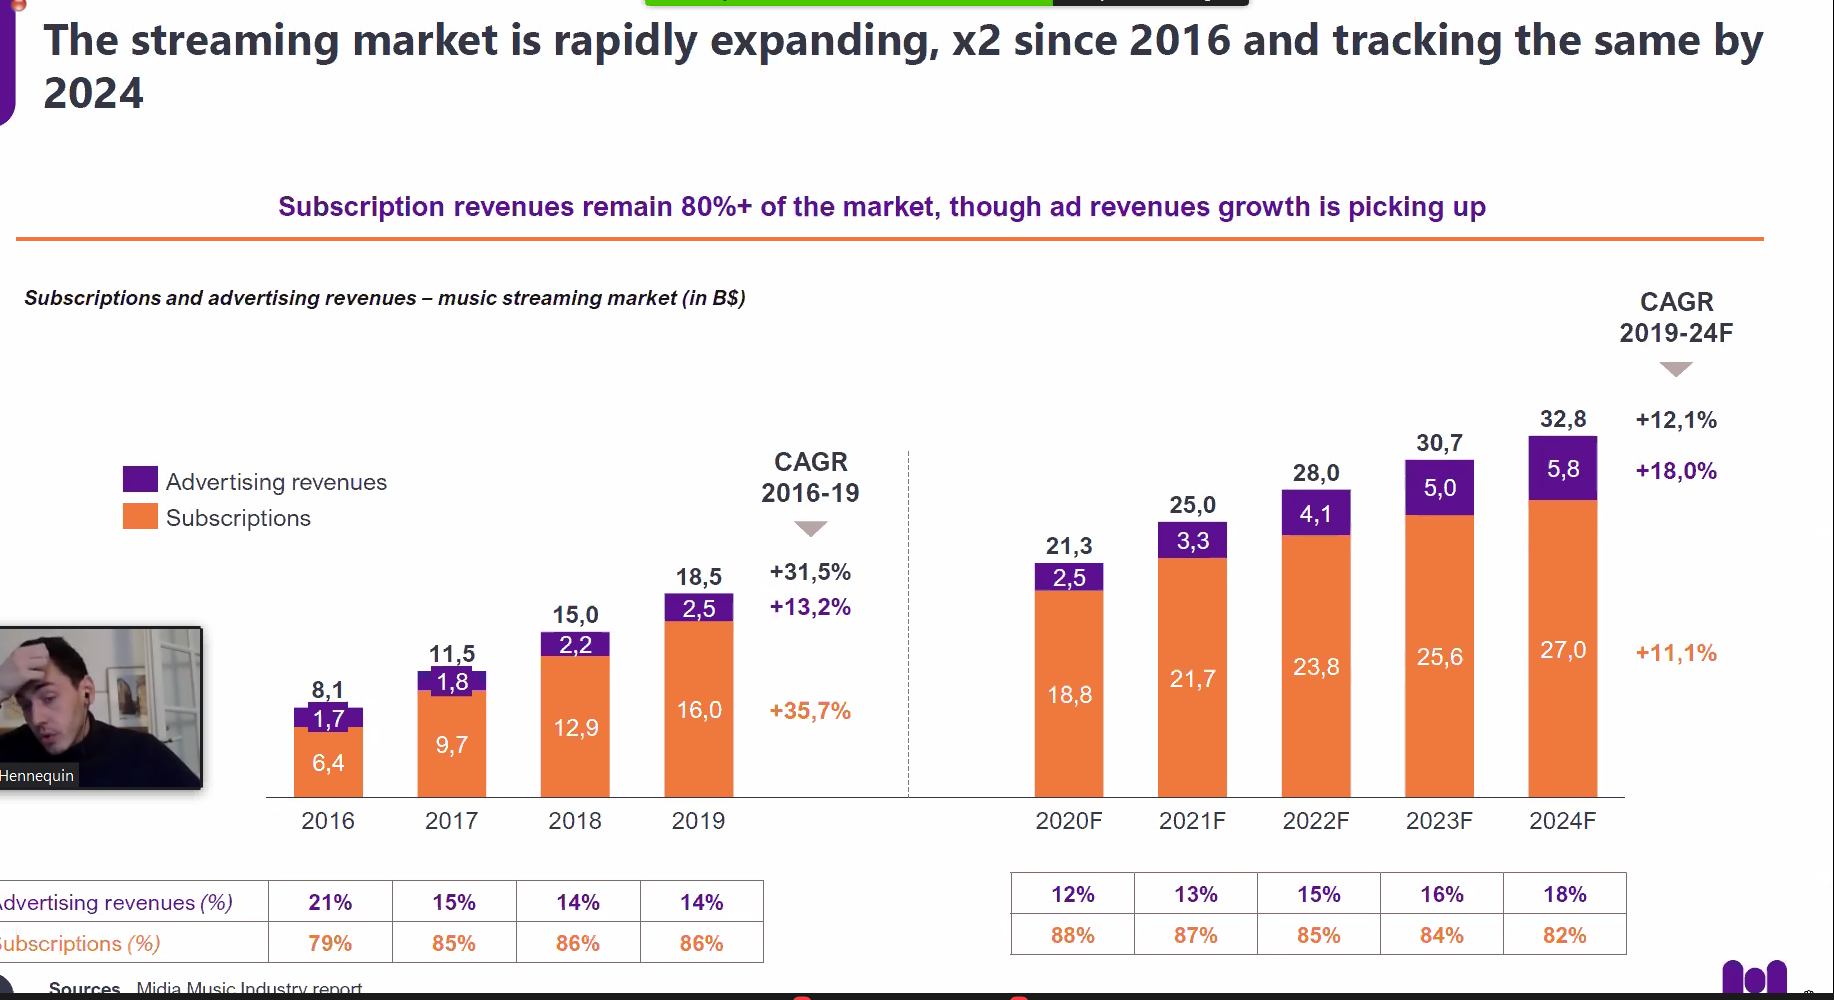 The streaming market is rapidly expanding, x2 since 2016 and tracking the same by
2024
Subscription revenues remain 80%+ of the market, though ad revenues growth is picking up
Subscriptions and advertising revenues – music streaming market (in B$)
CAGR
2019-24F
Advertising revenues
Subscriptions
CAGR
2016-19
8,1
11,5
15,0
18,5
+31,5%
1,7
1,8
2,2
2,5
+13,2%
6,4
9,7
12,9
16,0
+35,7%
21,3
25,0
28,0
30,7
32,8
+12,1%
2,5
3,3
4,1
5,0
5,8
+18,0%
18,8
21,7
23,8
25,6
27,0
+11,1%
Hennequin
2016 2017 2018 2019 2020F 2021F 2022F 2023F 2024F
dvertising revenues (%) 21% 15% 14% 14% 12% 13% 15% 16% 18%
ubscriptions (%) 79% 85% 86% 86% 88% 87% 85% 84% 82%
Sources Midia Music Industry report